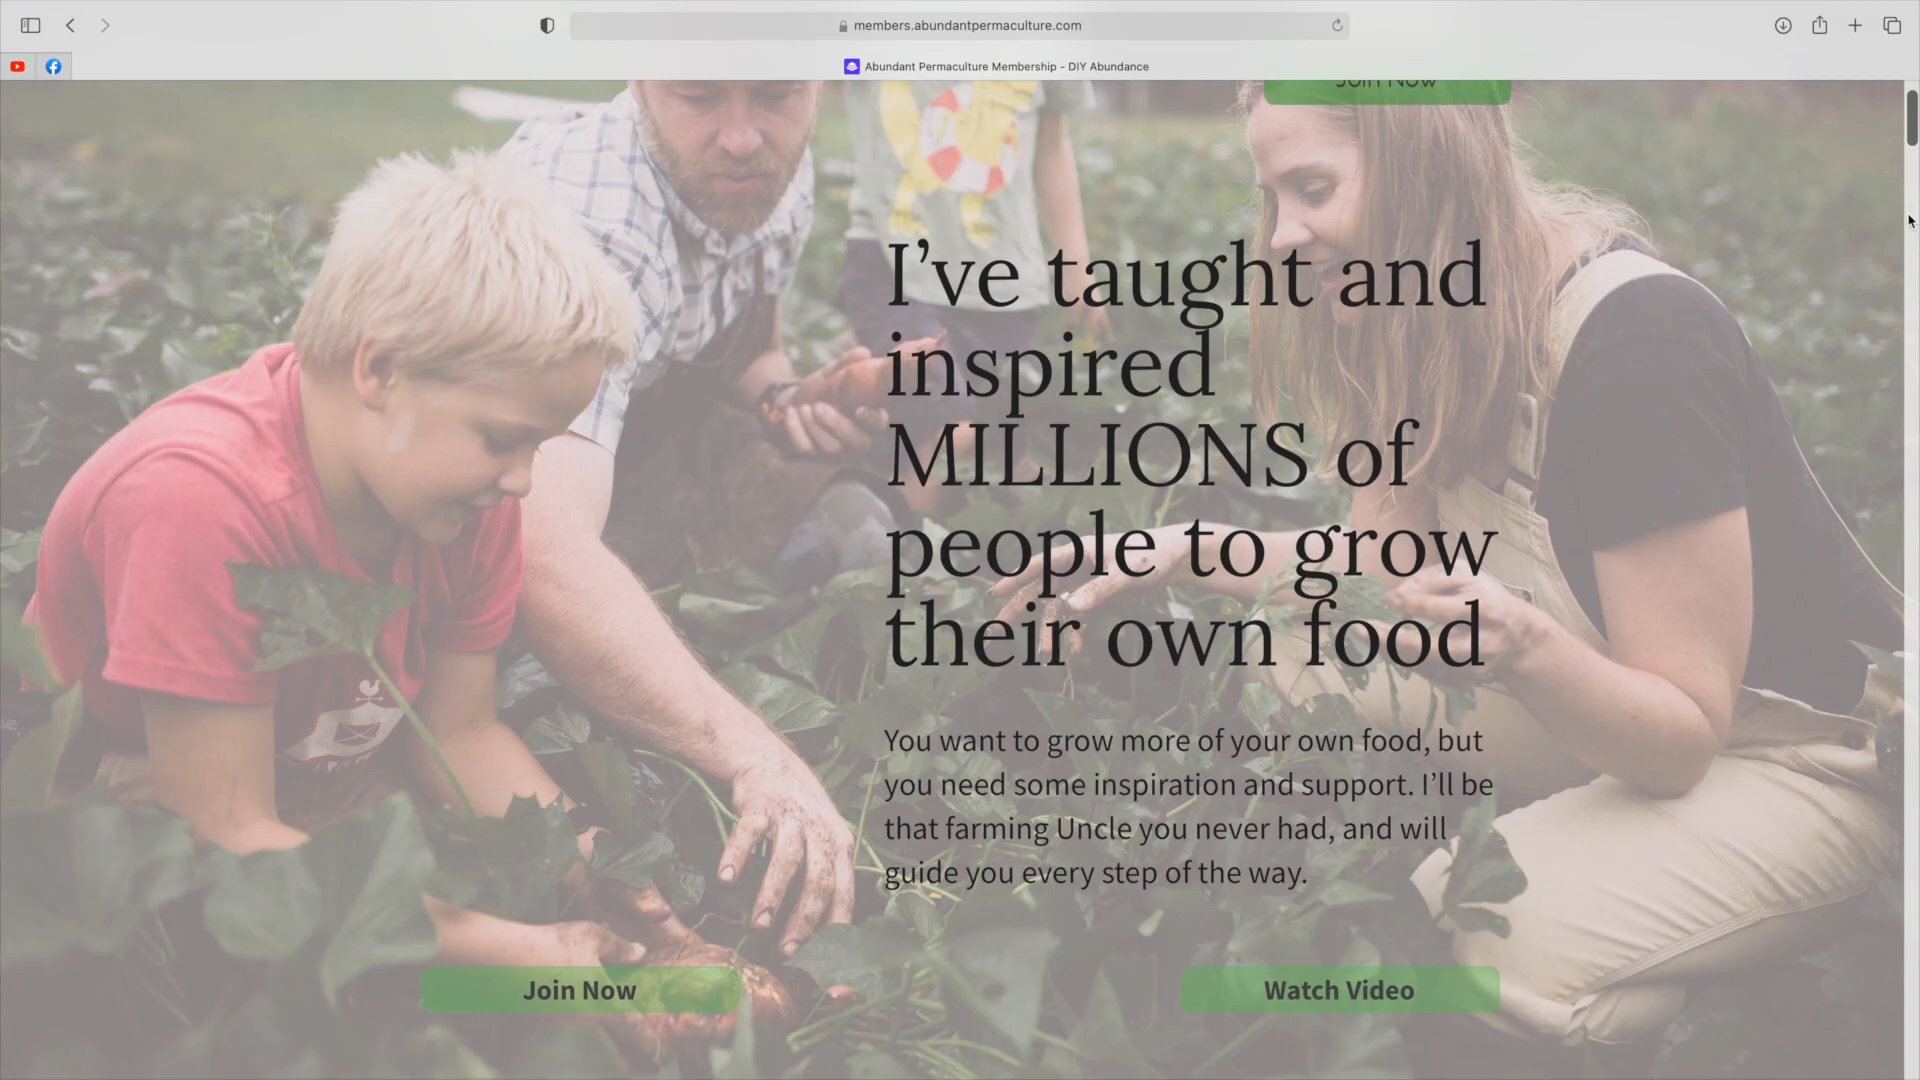 members.abundantpermaculture.com
Abundant Permaculture Membership - DIY Abundance
Join Now
I’ve taught and
inspired
MILLIONS of
people to grow
their own food
You want to grow more of your own food, but
you need some inspiration and support. I’ll be
that farming Uncle you never had, and will
guide you every step of the way.
Join Now
Watch Video